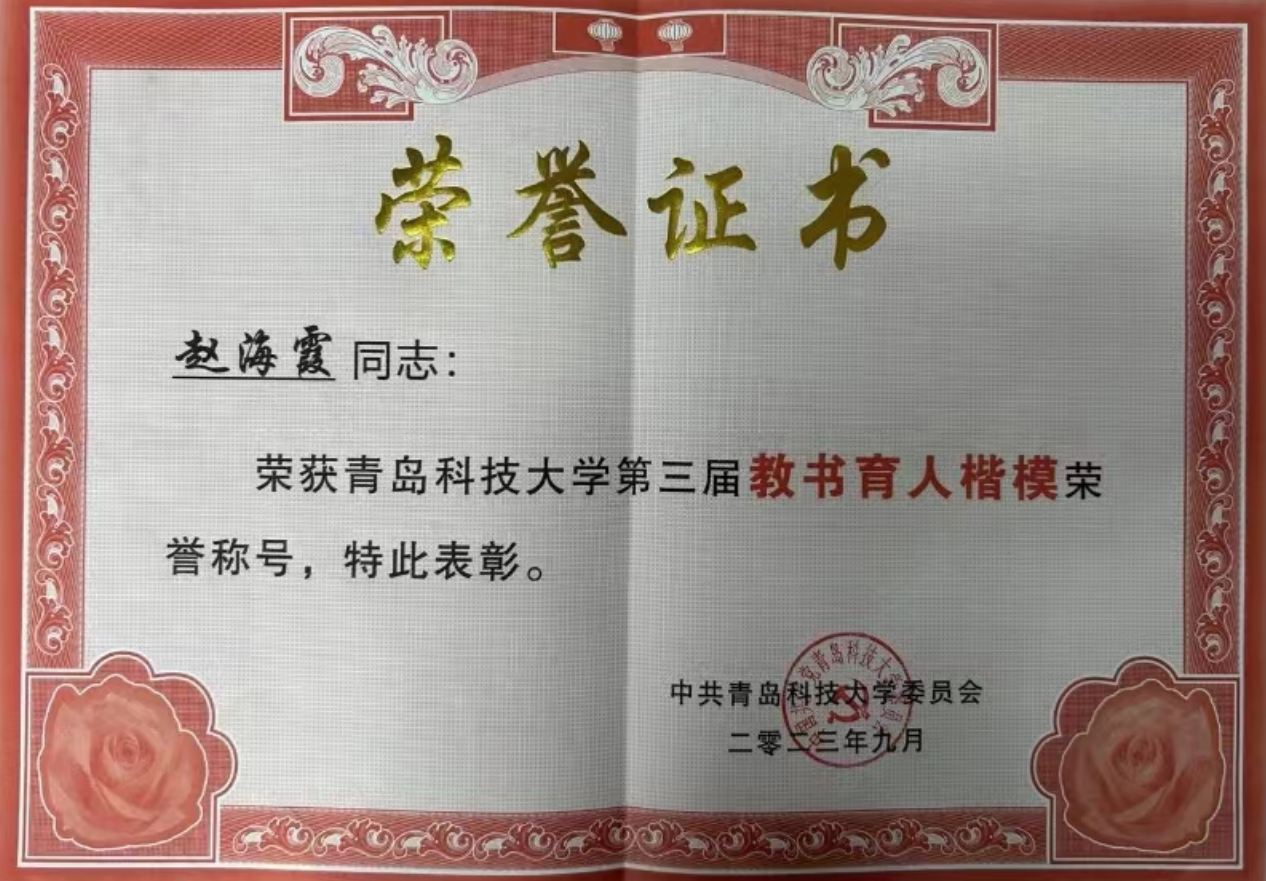 荣誉证书
赵海霞 同志：
荣获青岛科技大学第三届教书育人楷模荣
誉称号，特此表彰。
中共青岛科技大学委员会
二零二三年九月